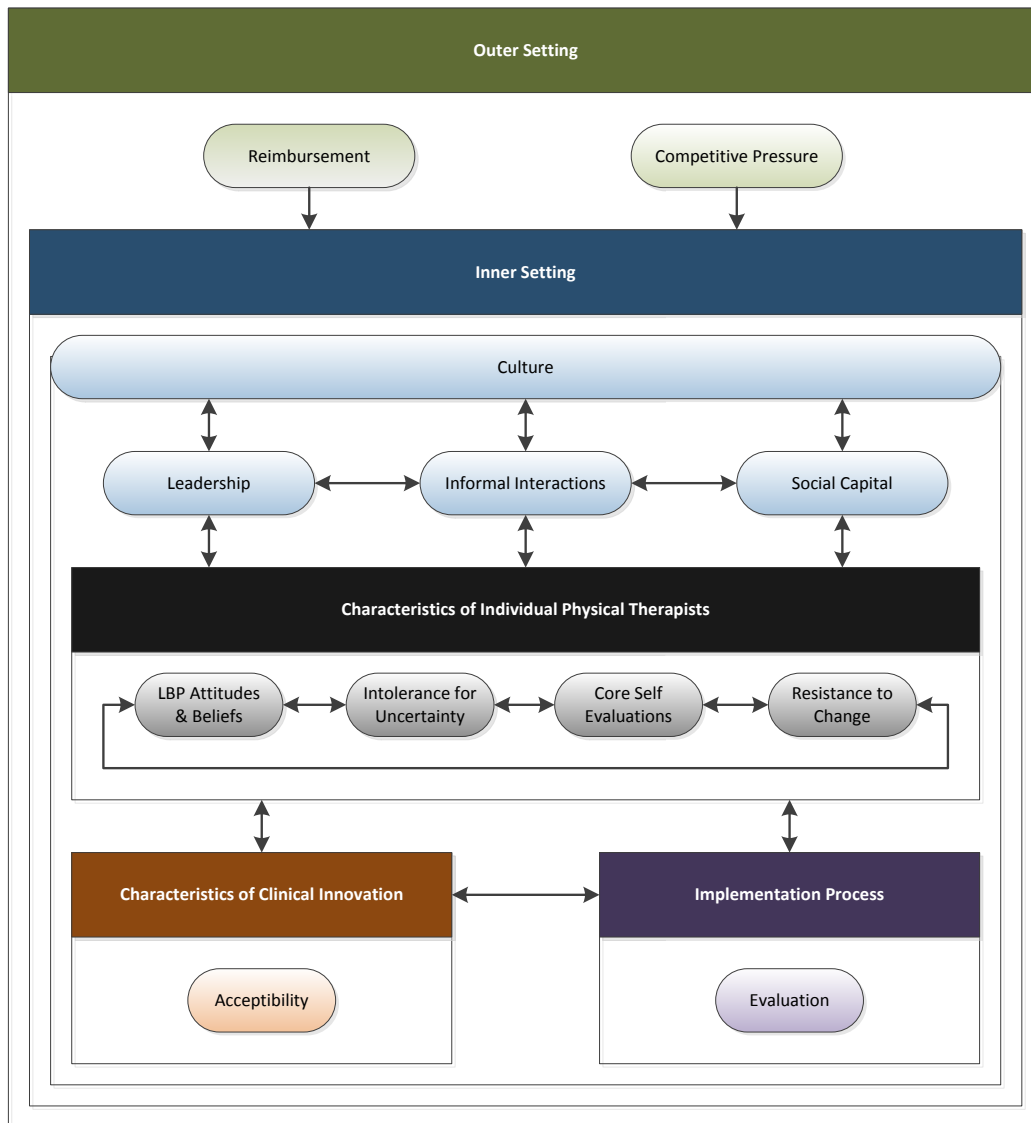 Outer Setting
Reimbursement
Competitive Pressure
Inner Setting
Culture
Leadership
Informal Interactions
Social Capital
Characteristics of Individual Physical Therapists
LBP Attitudes
& Beliefs
Intolerance for
Uncertainty
Core Self
Evaluations
Resistance to
Change
Characteristics of Clinical Innovation
Implementation Process
Acceptibility
Evaluation